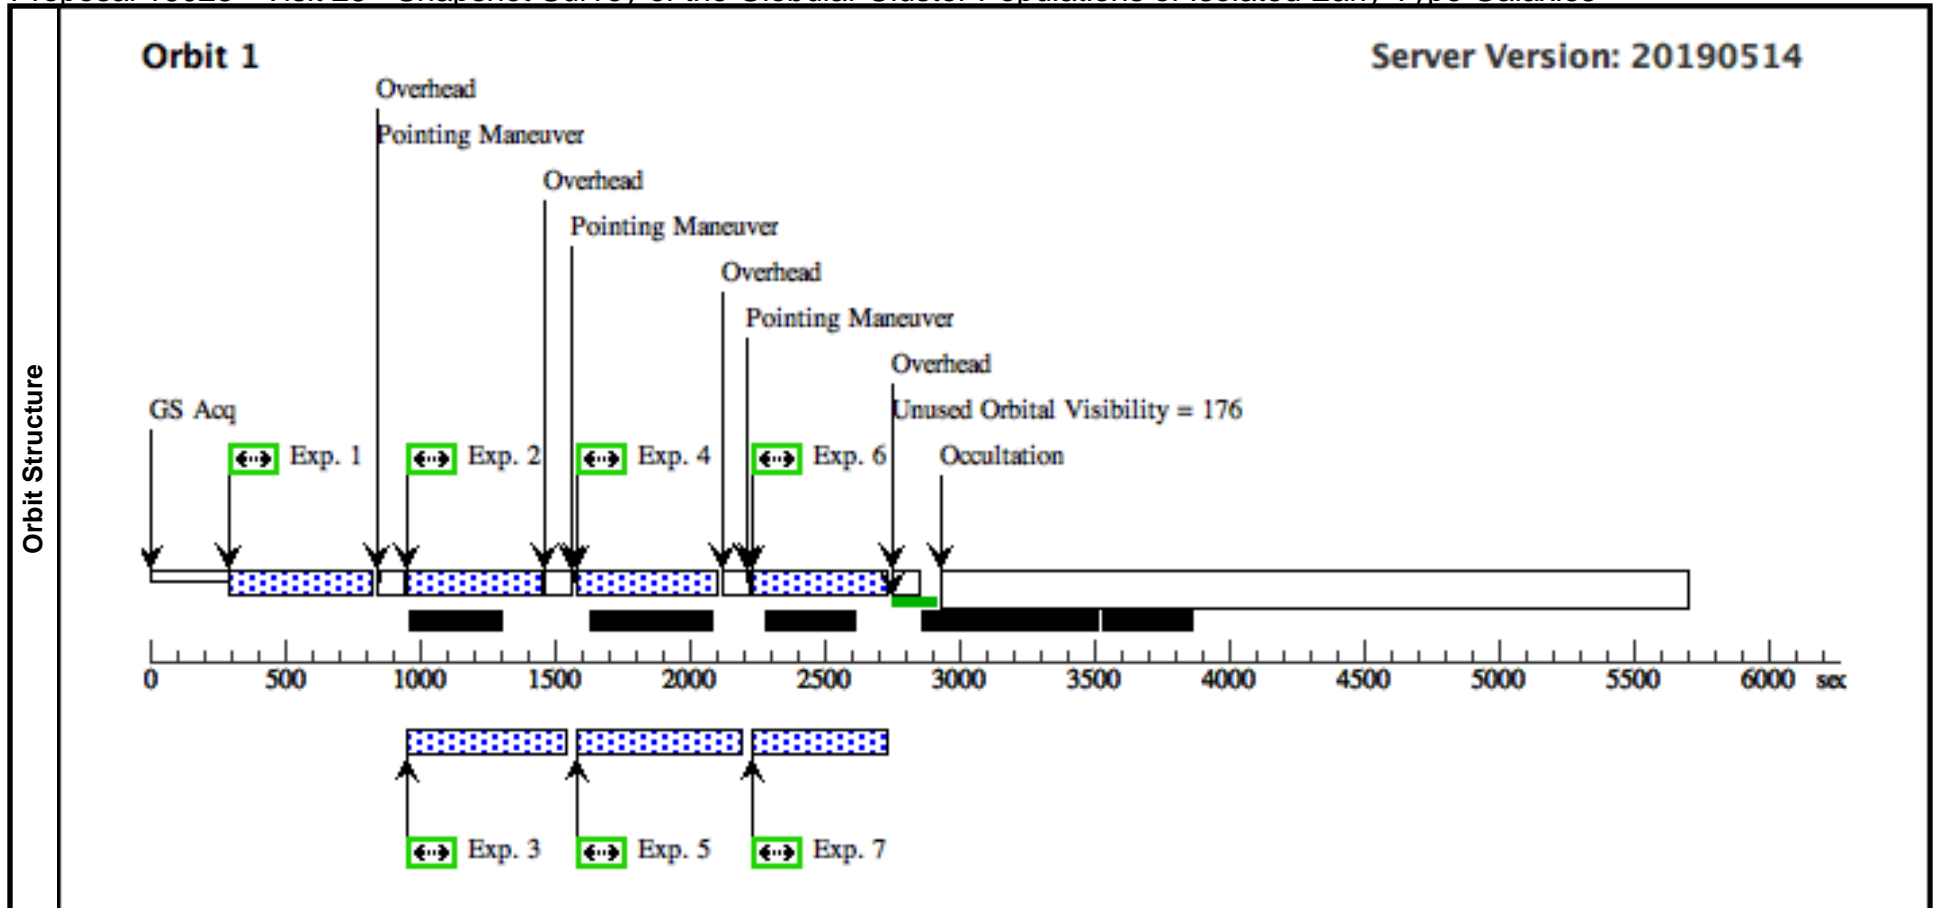 Orbit 1
Server Version: 20190514
Overhead
Pointing Maneuver
Overhead
Pointing Maneuver
Overhead
Pointing Maneuver
Overhead
GS Acq
Unused Orbital Visibility = 176
Exp. 1
Exp. 2
Exp. 4
Exp. 6
Occultation
Orbit Structure
0 500 1000 1500 2000 2500 3000 3500 4000 4500 5000 5500 6000 sec
Exp. 3
Exp. 5
Exp. 7